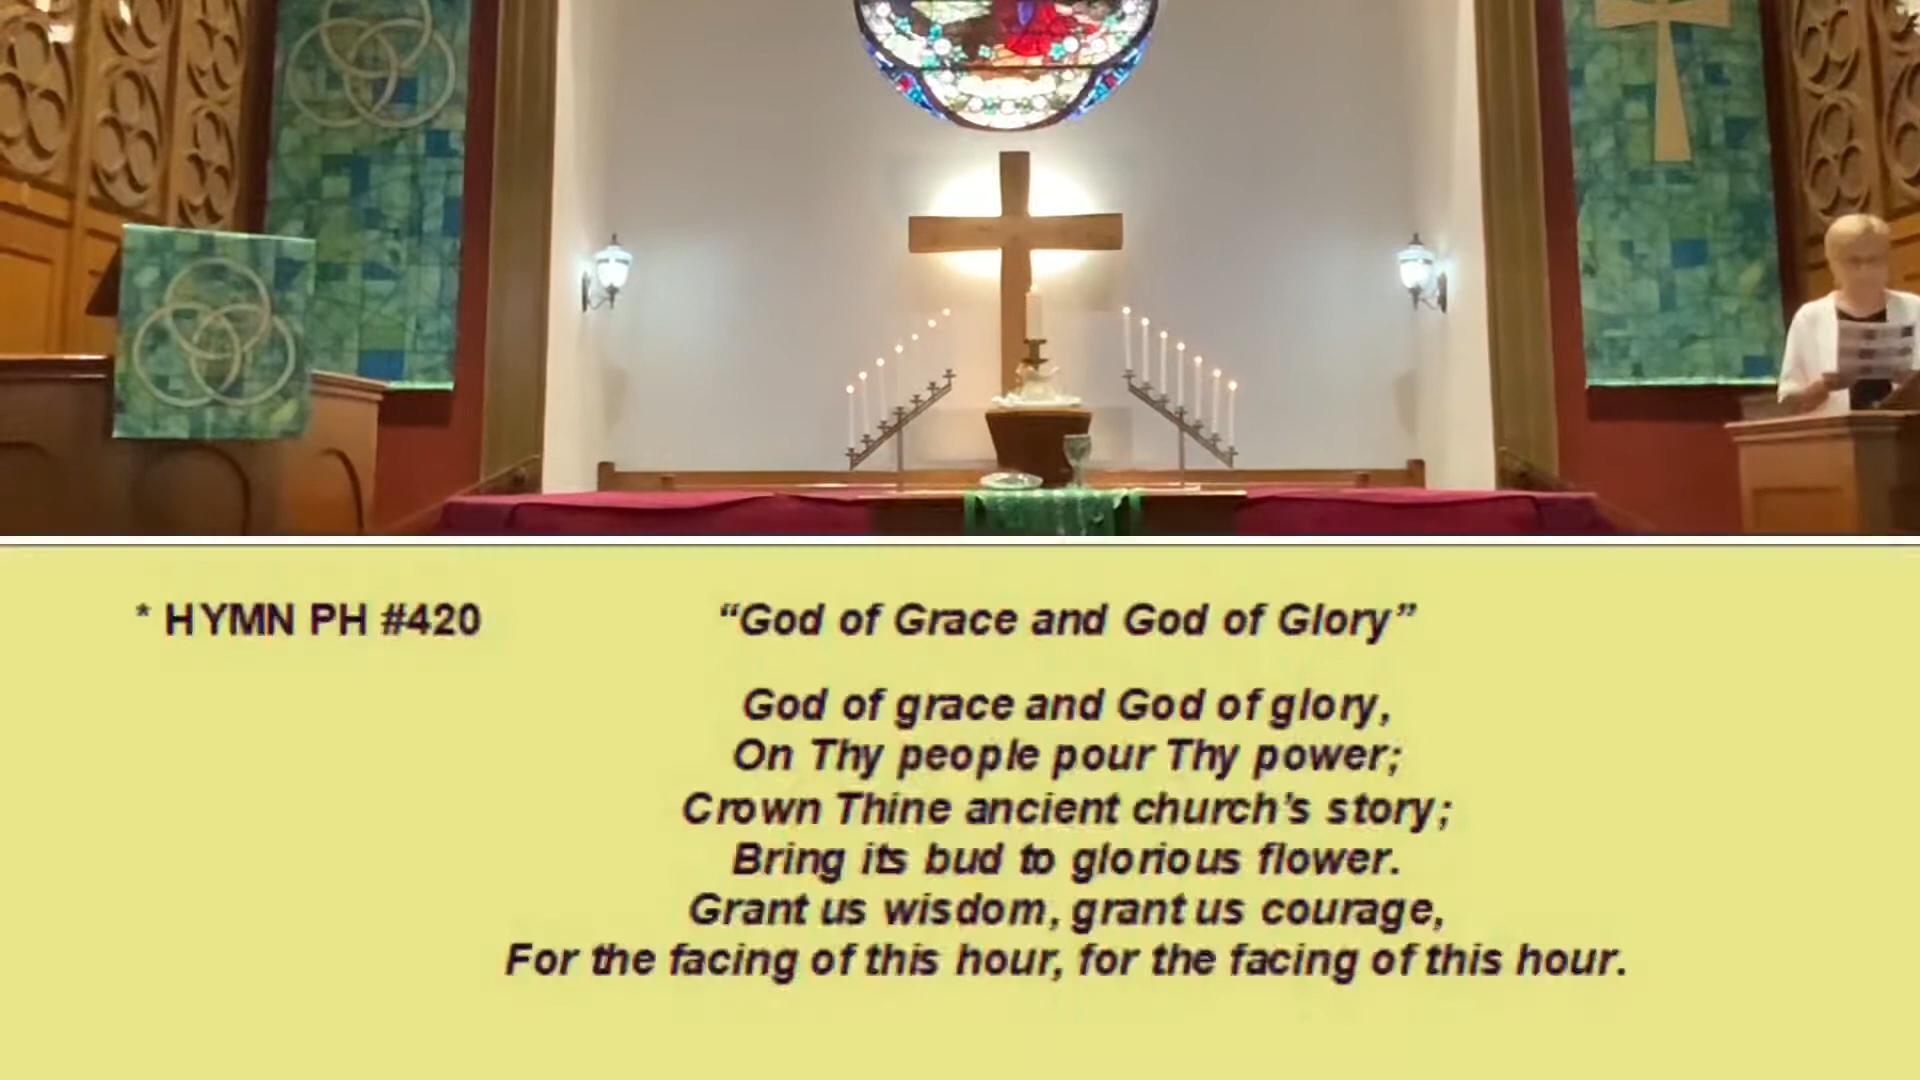 * HYMN PH #420 “God of Grace and God of Glory”
God of grace and God of glory,
On Thy people pour Thy power;
Crown Thine ancient church’s story;
Bring its bud to glorious flower.
Grant us wisdom, grant us courage,
For the facing of this hour, for the facing of this hour.